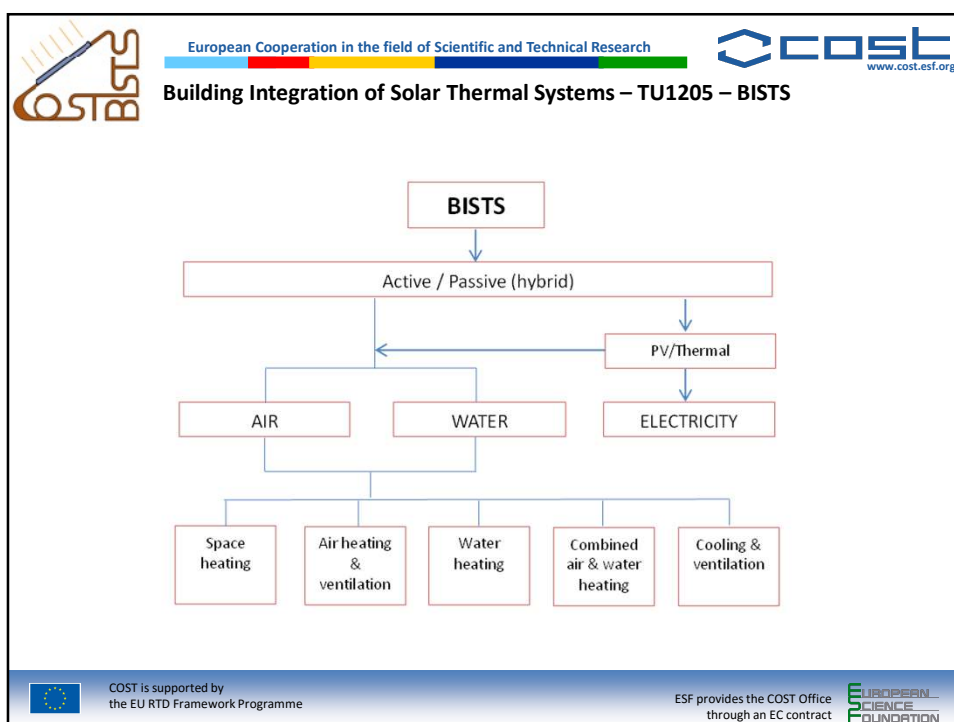 COST BISTS
European Cooperation in the field of Scientific and Technical Research
cost
www.cost.esf.org
Building Integration of Solar Thermal Systems – TU1205 – BISTS
BISTS
Active / Passive (hybrid)
PV/Thermal
AIR
WATER
ELECTRICITY
Space
heating
Air heating
&
ventilation
Water
heating
Combined
air & water
heating
Cooling &
ventilation
COST is supported by
the EU RTD Framework Programme
ESF provides the COST Office
through an EC contract
EUROPEAN
SCIENCE
FOUNDATION